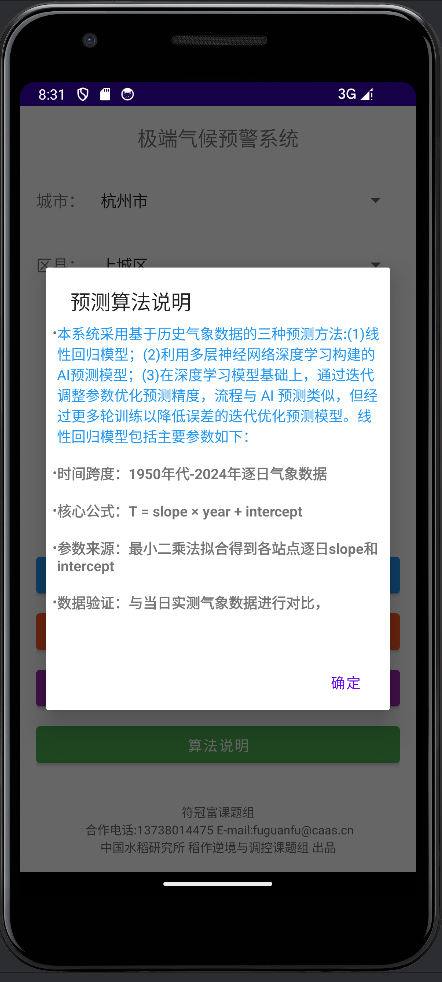 8:31
3G
极端气候预警系统
城市：
杭州市
区县：
上城区
预测算法说明
•本系统采用基于历史气象数据的三种预测方法:(1)线
性回归模型；(2)利用多层神经网络深度学习构建的
AI预测模型；(3)在深度学习模型基础上，通过迭代
调整参数优化预测精度，流程与 AI 预测类似，但经
过更多轮训练以降低误差的迭代优化预测模型。线
性回归模型包括主要参数如下：
•时间跨度：1950年代-2024年逐日气象数据
•核心公式：T = slope × year + intercept
•参数来源：最小二乘法拟合得到各站点逐日slope和
intercept
•数据验证：与当日实测气象数据进行对比，
确定
算法说明
符冠富课题组
合作电话:13738014475 E-mail:fuguanfu@caas.cn
中国水稻研究所 稻作逆境与调控课题组 出品